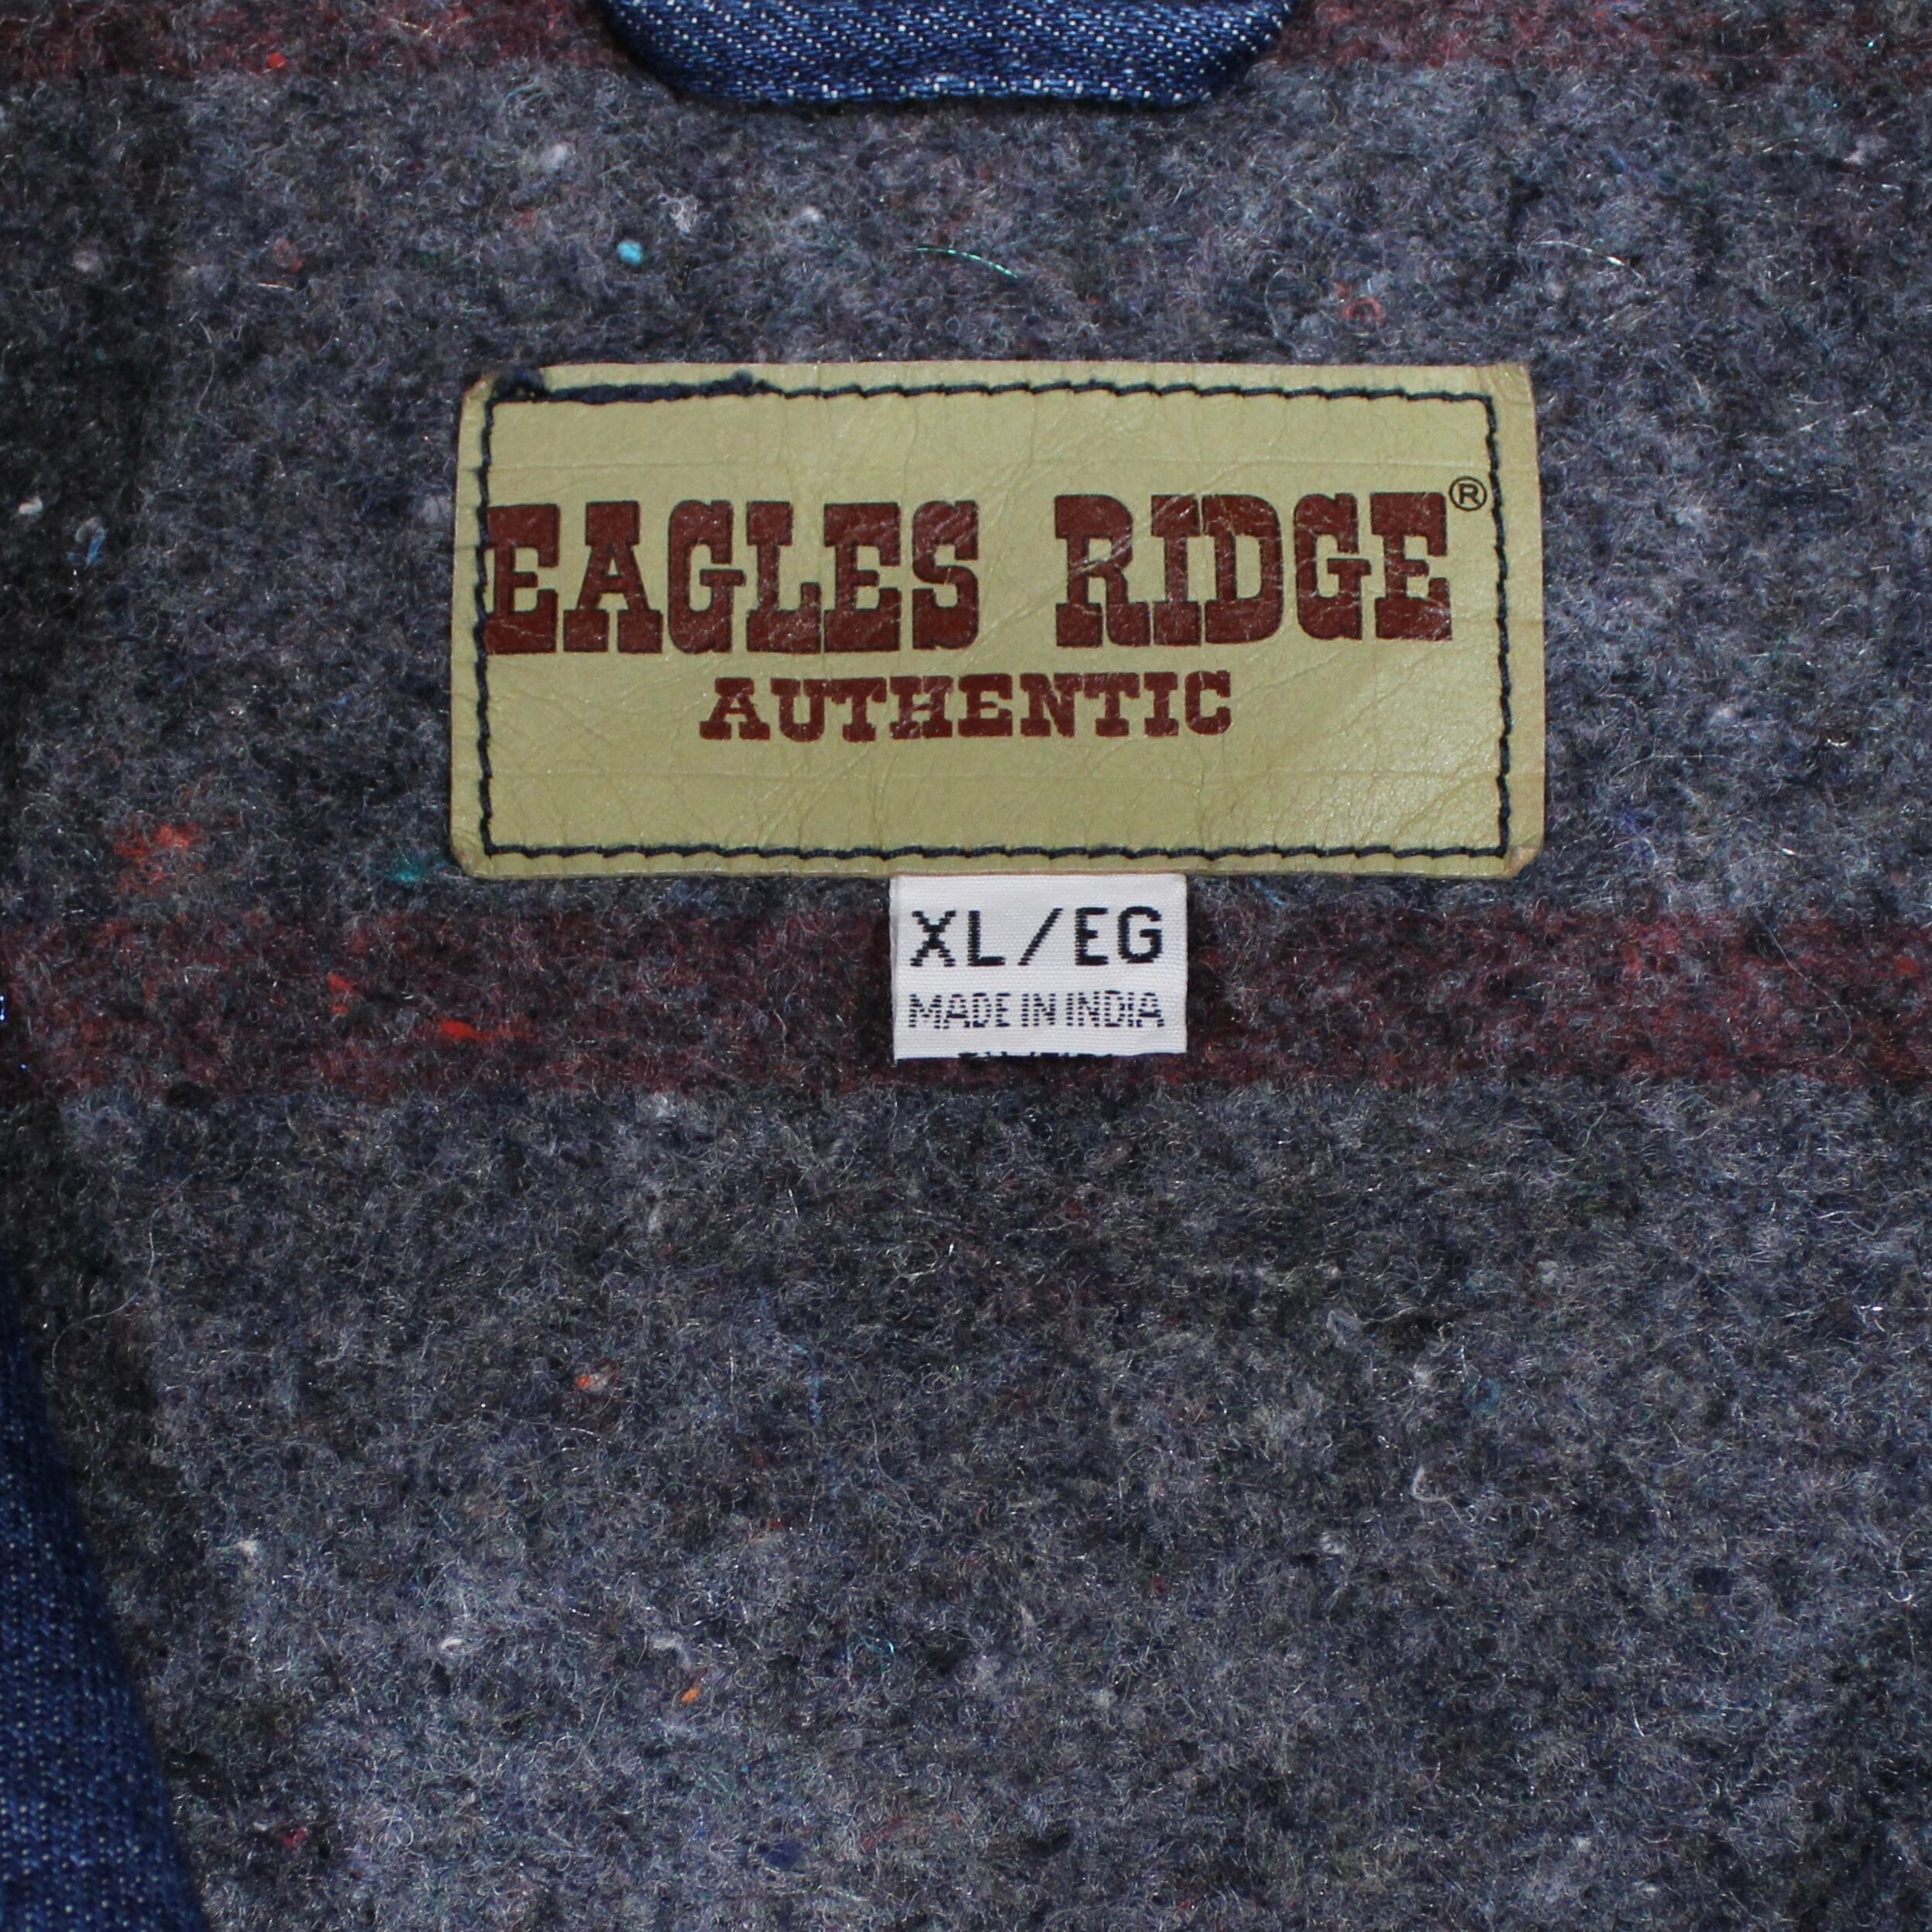 EAGLES RIDGE®
AUTHENTIC
XL/EG
MADE IN INDIA